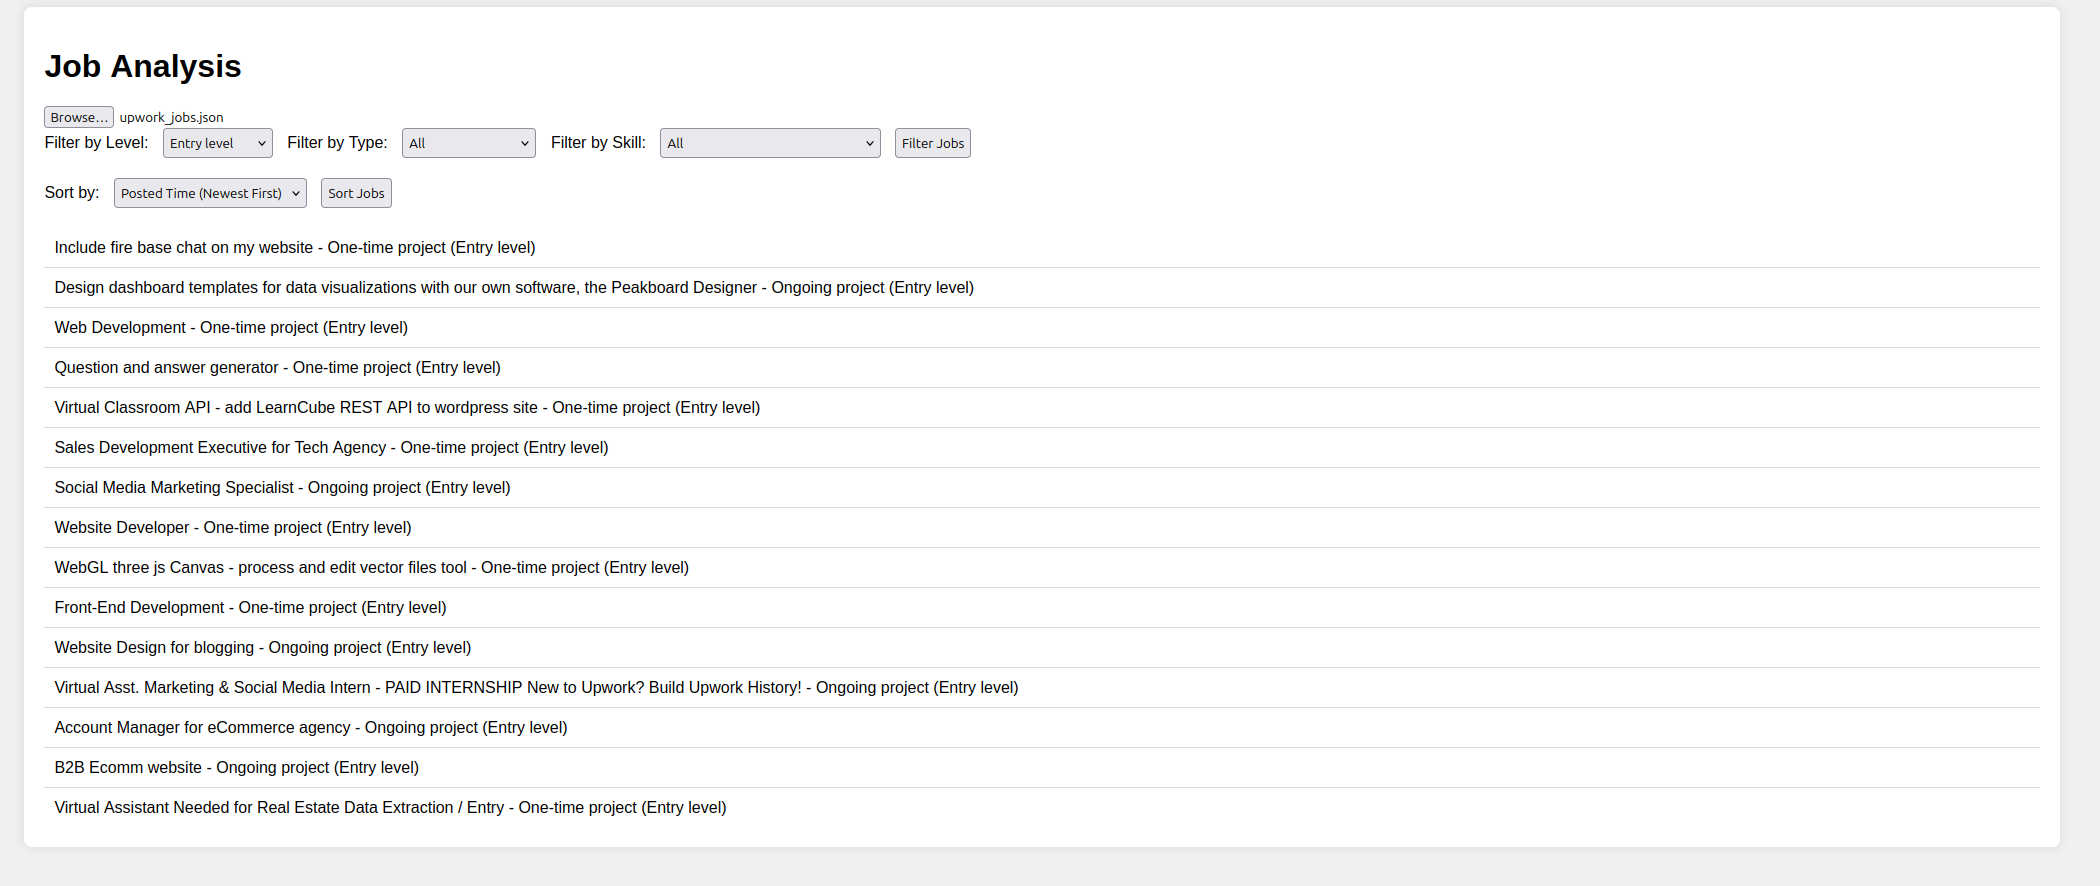 Job Analysis
Browse... upwork_jobs.json
Filter by Level: Entry level Filter by Type: All Filter by Skill: All Filter Jobs
Sort by: Posted Time (Newest First) Sort Jobs
Include fire base chat on my website - One-time project (Entry level)
Design dashboard templates for data visualizations with our own software, the Peakboard Designer - Ongoing project (Entry level)
Web Development - One-time project (Entry level)
Question and answer generator - One-time project (Entry level)
Virtual Classroom API - add LearnCube REST API to wordpress site - One-time project (Entry level)
Sales Development Executive for Tech Agency - One-time project (Entry level)
Social Media Marketing Specialist - Ongoing project (Entry level)
Website Developer - One-time project (Entry level)
WebGL three js Canvas - process and edit vector files tool - One-time project (Entry level)
Front-End Development - One-time project (Entry level)
Website Design for blogging - Ongoing project (Entry level)
Virtual Asst. Marketing & Social Media Intern - PAID INTERNSHIP New to Upwork? Build Upwork History! - Ongoing project (Entry level)
Account Manager for eCommerce agency - Ongoing project (Entry level)
B2B Ecomm website - Ongoing project (Entry level)
Virtual Assistant Needed for Real Estate Data Extraction / Entry - One-time project (Entry level)